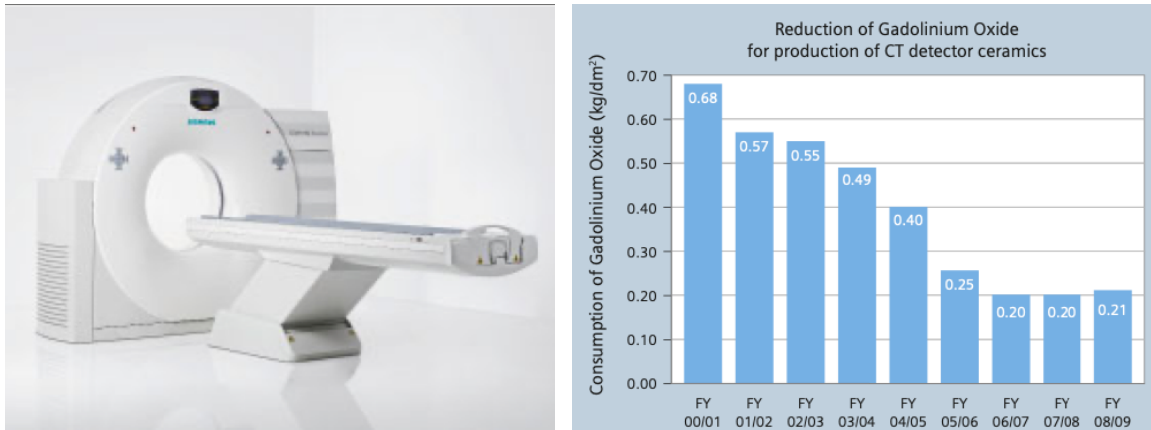 SIEMENS
Reduction of Gadolinium Oxide
for production of CT detector ceramics
Consumption of Gadolinium Oxide (kg/dm²)
0.70
0.60
0.50
0.40
0.30
0.20
0.10
0.00
0.68
0.57
0.55
0.49
0.40
0.25
0.20
0.20
0.21
FY FY FY FY FY FY FY FY FY
00/01 01/02 02/03 03/04 04/05 05/06 06/07 07/08 08/09